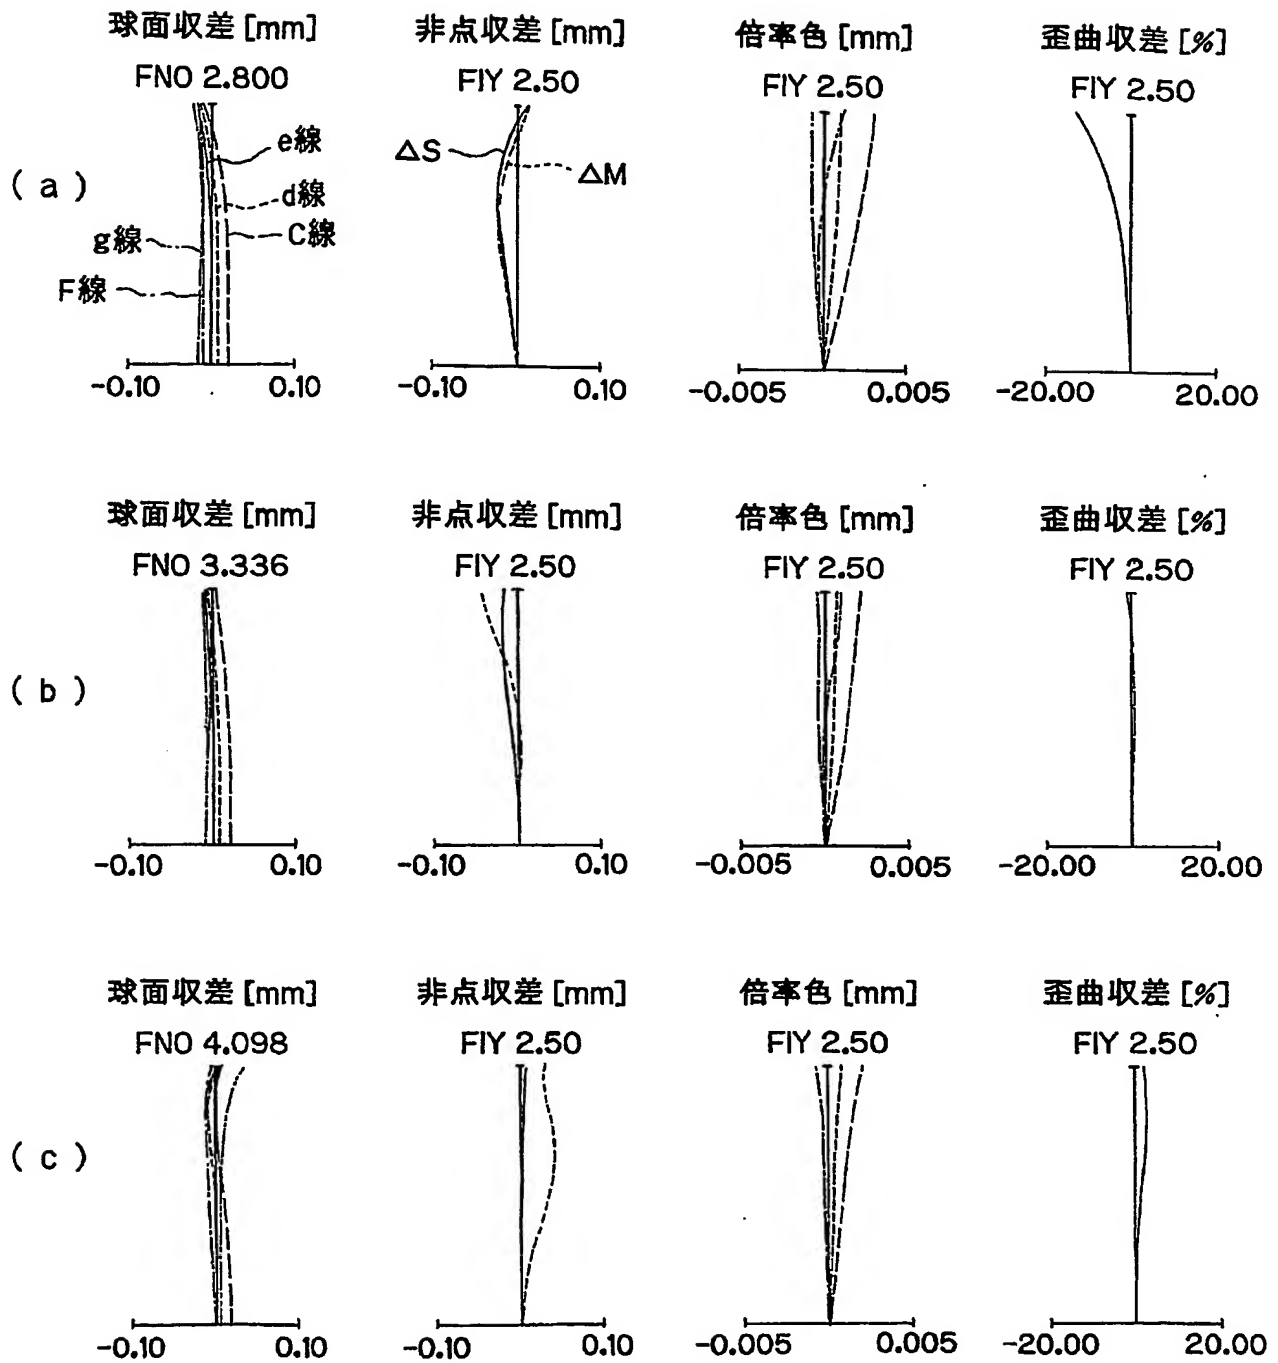 球面収差 [mm] 非点収差 [mm] 倍率色 [mm] 歪曲収差 [%]
FNO 2.800 FIY 2.50 FIY 2.50 FIY 2.50
(a)
e線
d線
C線
g線
F線
△S
△M
-0.10 0.10 -0.10 0.10 -0.005 0.005 -20.00 20.00
球面収差 [mm] 非点収差 [mm] 倍率色 [mm] 歪曲収差 [%]
FNO 3.336 FIY 2.50 FIY 2.50 FIY 2.50
(b)
-0.10 0.10 -0.10 0.10 -0.005 0.005 -20.00 20.00
球面収差 [mm] 非点収差 [mm] 倍率色 [mm] 歪曲収差 [%]
FNO 4.098 FIY 2.50 FIY 2.50 FIY 2.50
(c)
-0.10 0.10 -0.10 0.10 -0.005 0.005 -20.00 20.00